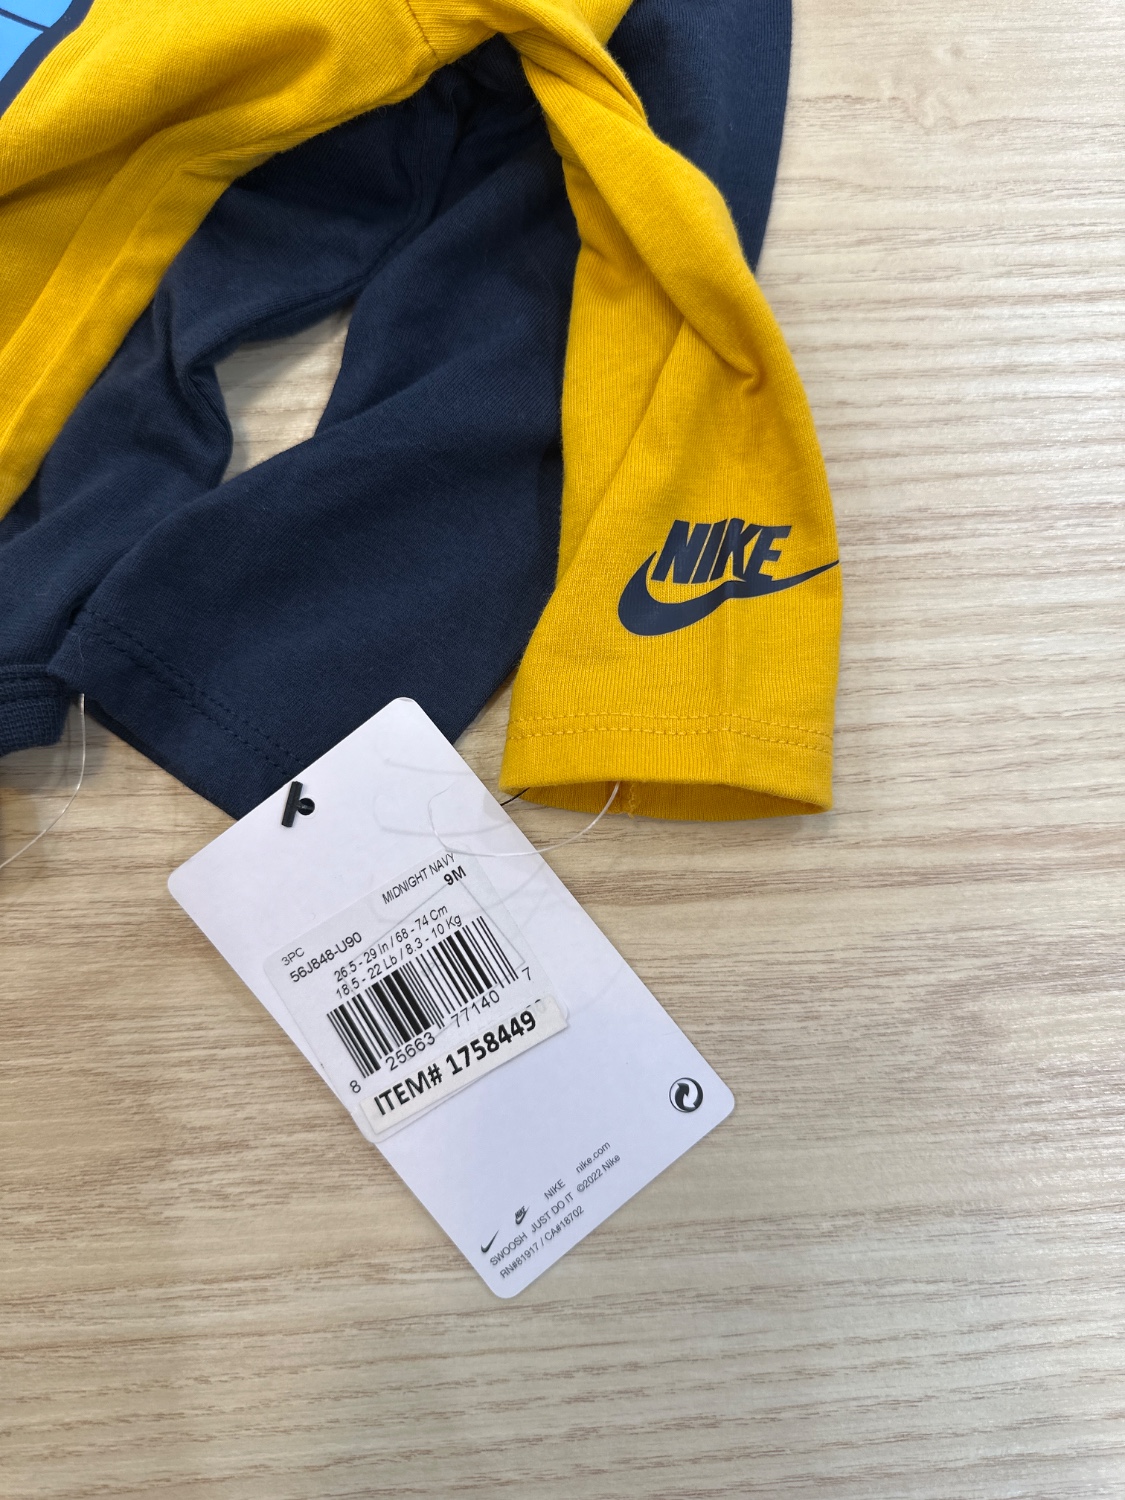 NIKE
MIDNIGHT NAVY
9M
3PC
56J848-U90
26.5 - 29 In / 68 - 74 Cm
18.5 - 22 Lb / 8.3 - 10 Kg
8 25663 77140 7
ITEM# 1758449
NIKE nike.com
SWOOSH JUST DO IT ©2022 Nike
RN#81917 / CA#18702